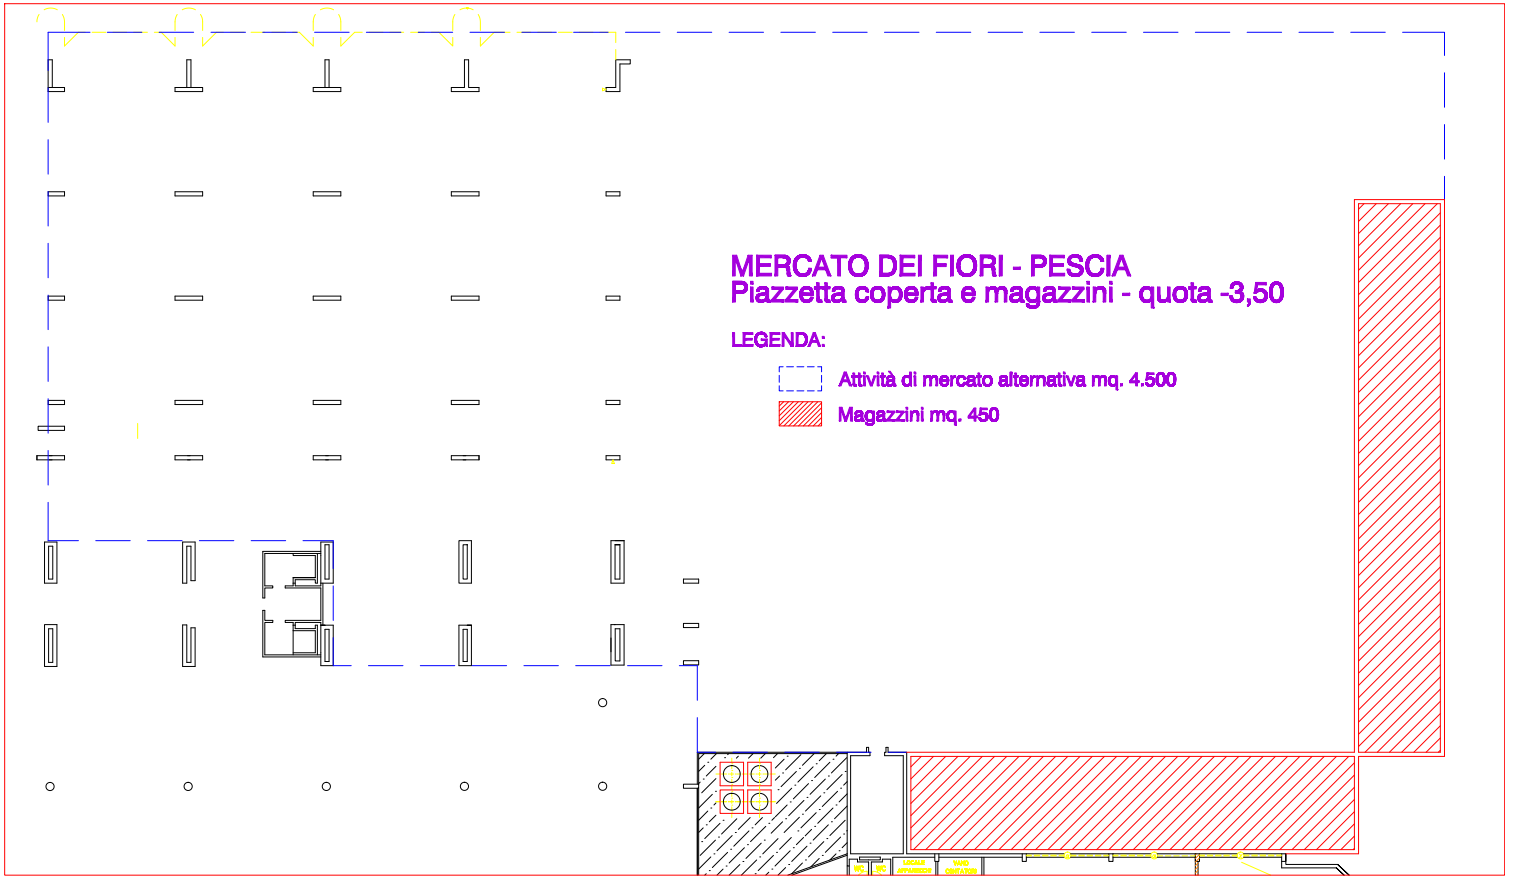 MERCATO DEI FIORI - PESCIA
Piazzetta coperta e magazzini - quota -3,50
LEGENDA:
Attività di mercato alternativa mq. 4.500
Magazzini mq. 450